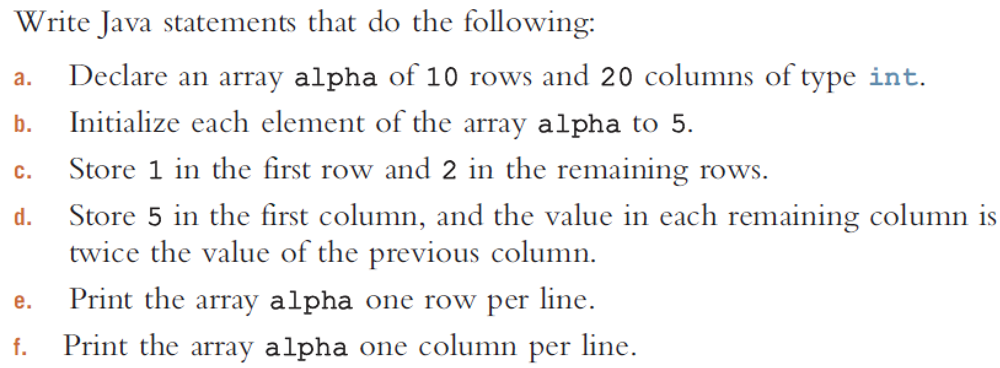 Write Java statements that do the following:
a. Declare an array alpha of 10 rows and 20 columns of type int.
b. Initialize each element of the array alpha to 5.
c. Store 1 in the first row and 2 in the remaining rows.
d. Store 5 in the first column, and the value in each remaining column is
twice the value of the previous column.
e. Print the array alpha one row per line.
f. Print the array alpha one column per line.